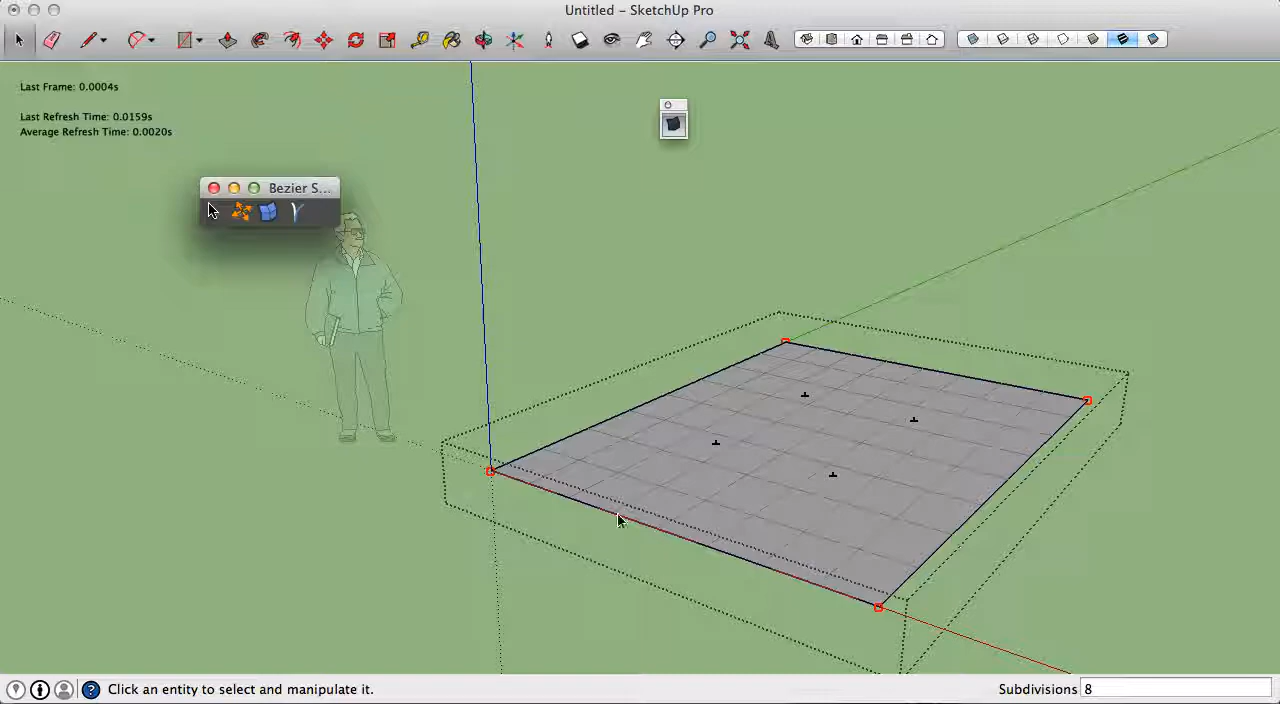 Untitled – SketchUp Pro
Last Frame: 0.0004s
Last Refresh Time: 0.0159s
Average Refresh Time: 0.0020s
Bezier S...
Click an entity to select and manipulate it.
Subdivisions 8